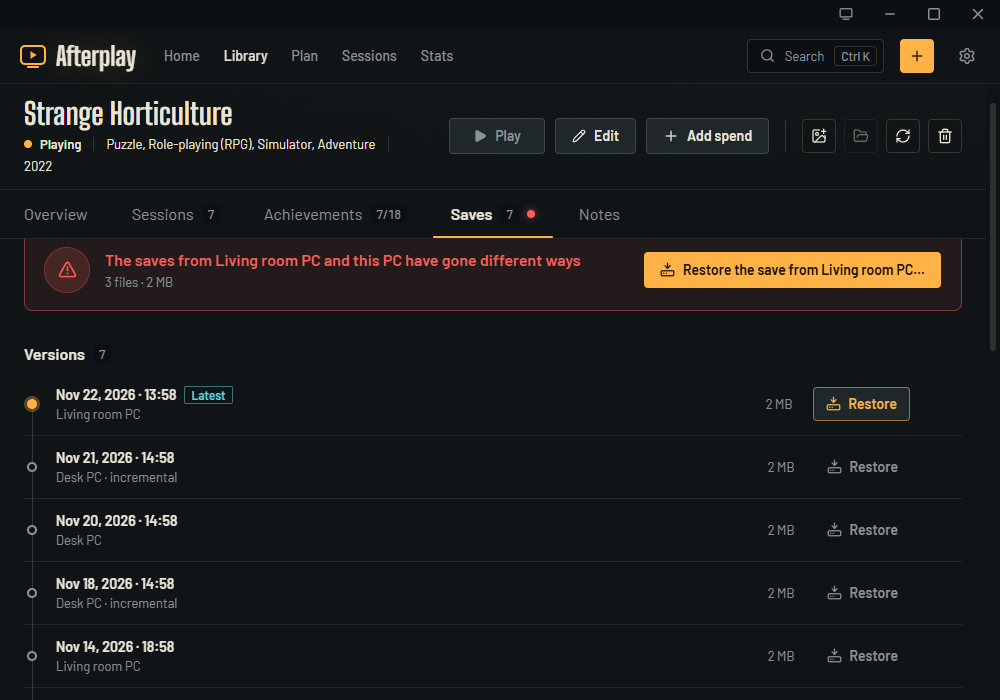 Afterplay
Home
Library
Plan
Sessions
Stats
Search
Ctrl K
Strange Horticulture
Playing
Puzzle, Role-playing (RPG), Simulator, Adventure
2022
Play
Edit
Add spend
Overview
Sessions 7
Achievements 7/18
Saves 7
Notes
The saves from Living room PC and this PC have gone different ways
3 files · 2 MB
Restore the save from Living room PC...
Versions 7
Nov 22, 2026 · 13:58 Latest
Living room PC
2 MB
Restore
Nov 21, 2026 · 14:58
Desk PC · incremental
2 MB
Restore
Nov 20, 2026 · 14:58
Desk PC
2 MB
Restore
Nov 18, 2026 · 14:58
Desk PC · incremental
2 MB
Restore
Nov 14, 2026 · 18:58
Living room PC
2 MB
Restore